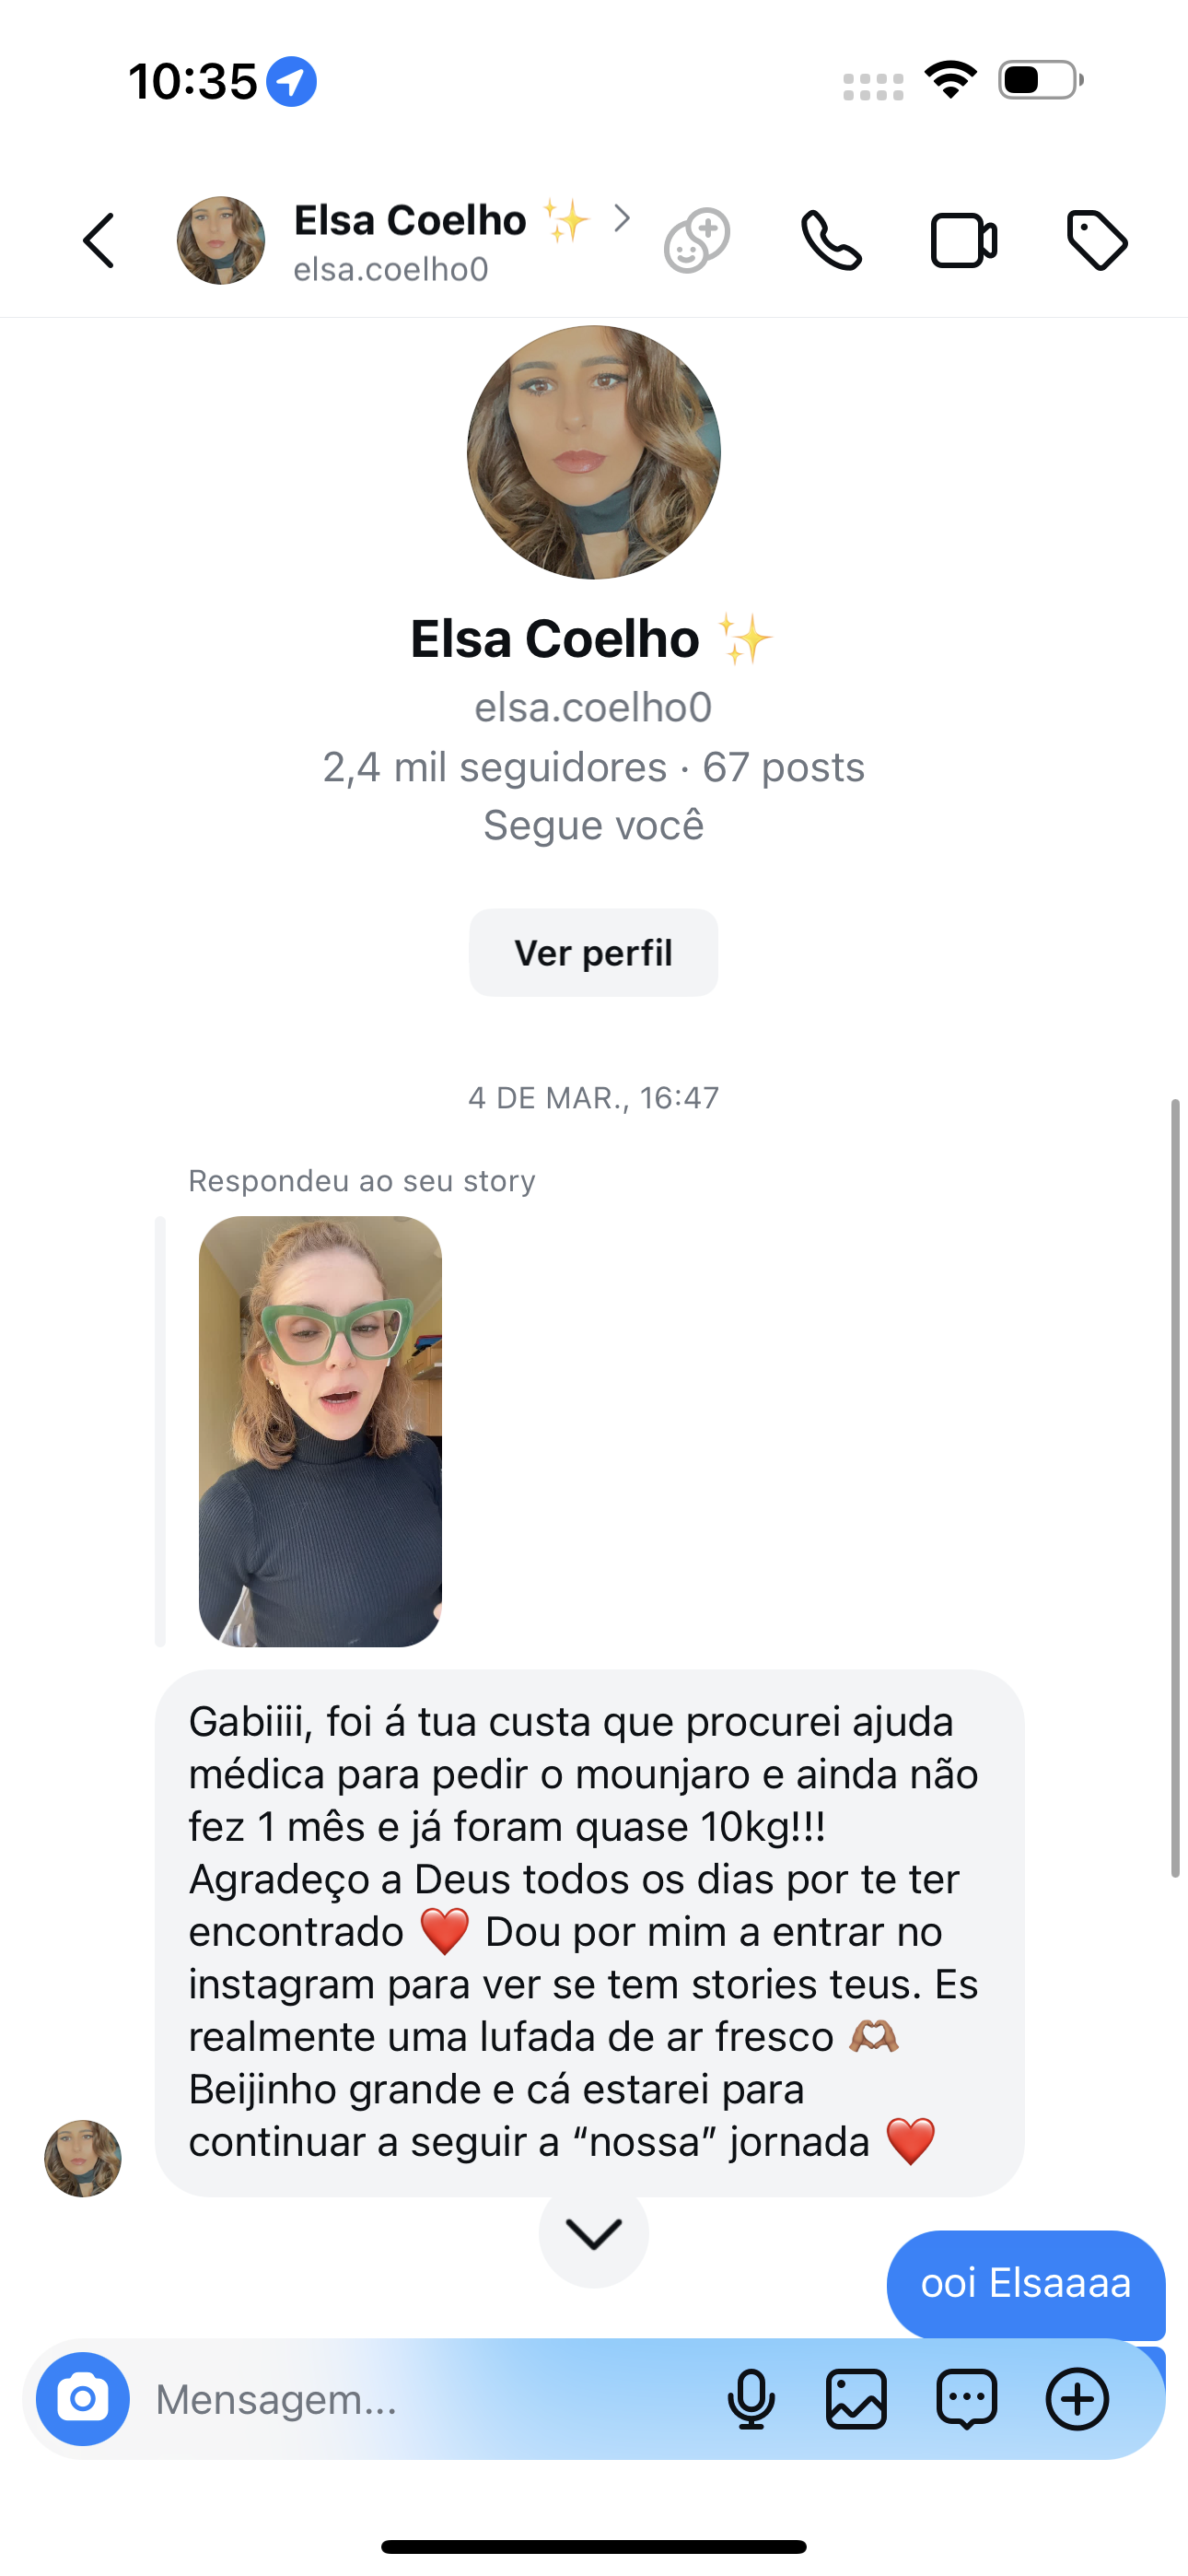 10:35
Elsa Coelho ✨
elsa.coelho0
Elsa Coelho ✨
elsa.coelho0
2,4 mil seguidores · 67 posts
Segue você
Ver perfil
4 DE MAR., 16:47
Respondeu ao seu story
Gabiiii, foi á tua custa que procurei ajuda
médica para pedir o mounjaro e ainda não
fez 1 mês e já foram quase 10kg!!!
Agradeço a Deus todos os dias por te ter
encontrado ❤️ Dou por mim a entrar no
instagram para ver se tem stories teus. Es
realmente uma lufada de ar fresco 🫶🏽
Beijinho grande e cá estarei para
continuar a seguir a “nossa” jornada ❤️
ooi Elsaaaa
Mensagem...